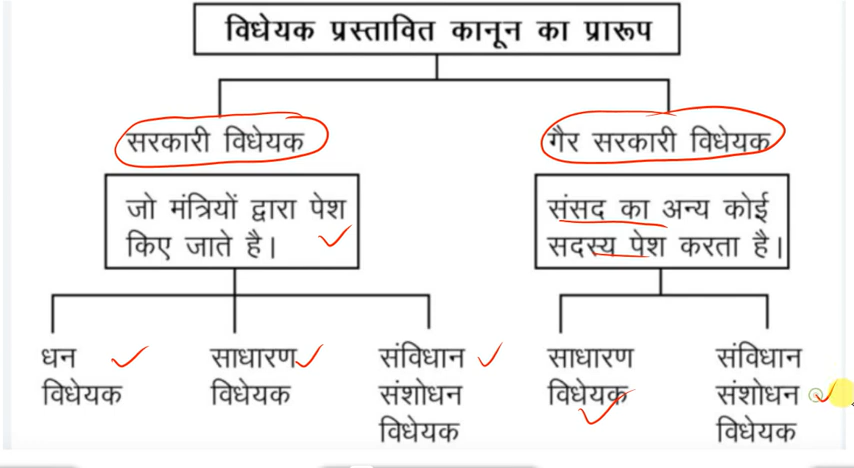 विधेयक प्रस्तावित कानून का प्रारूप
सरकारी विधेयक
गैर सरकारी विधेयक
जो मंत्रियों द्वारा पेश
किए जाते है।
संसद का अन्य कोई
सदस्य पेश करता है।
धन
विधेयक
साधारण
विधेयक
संविधान
संशोधन
विधेयक
साधारण
विधेयक
संविधान
संशोधन
विधेयक